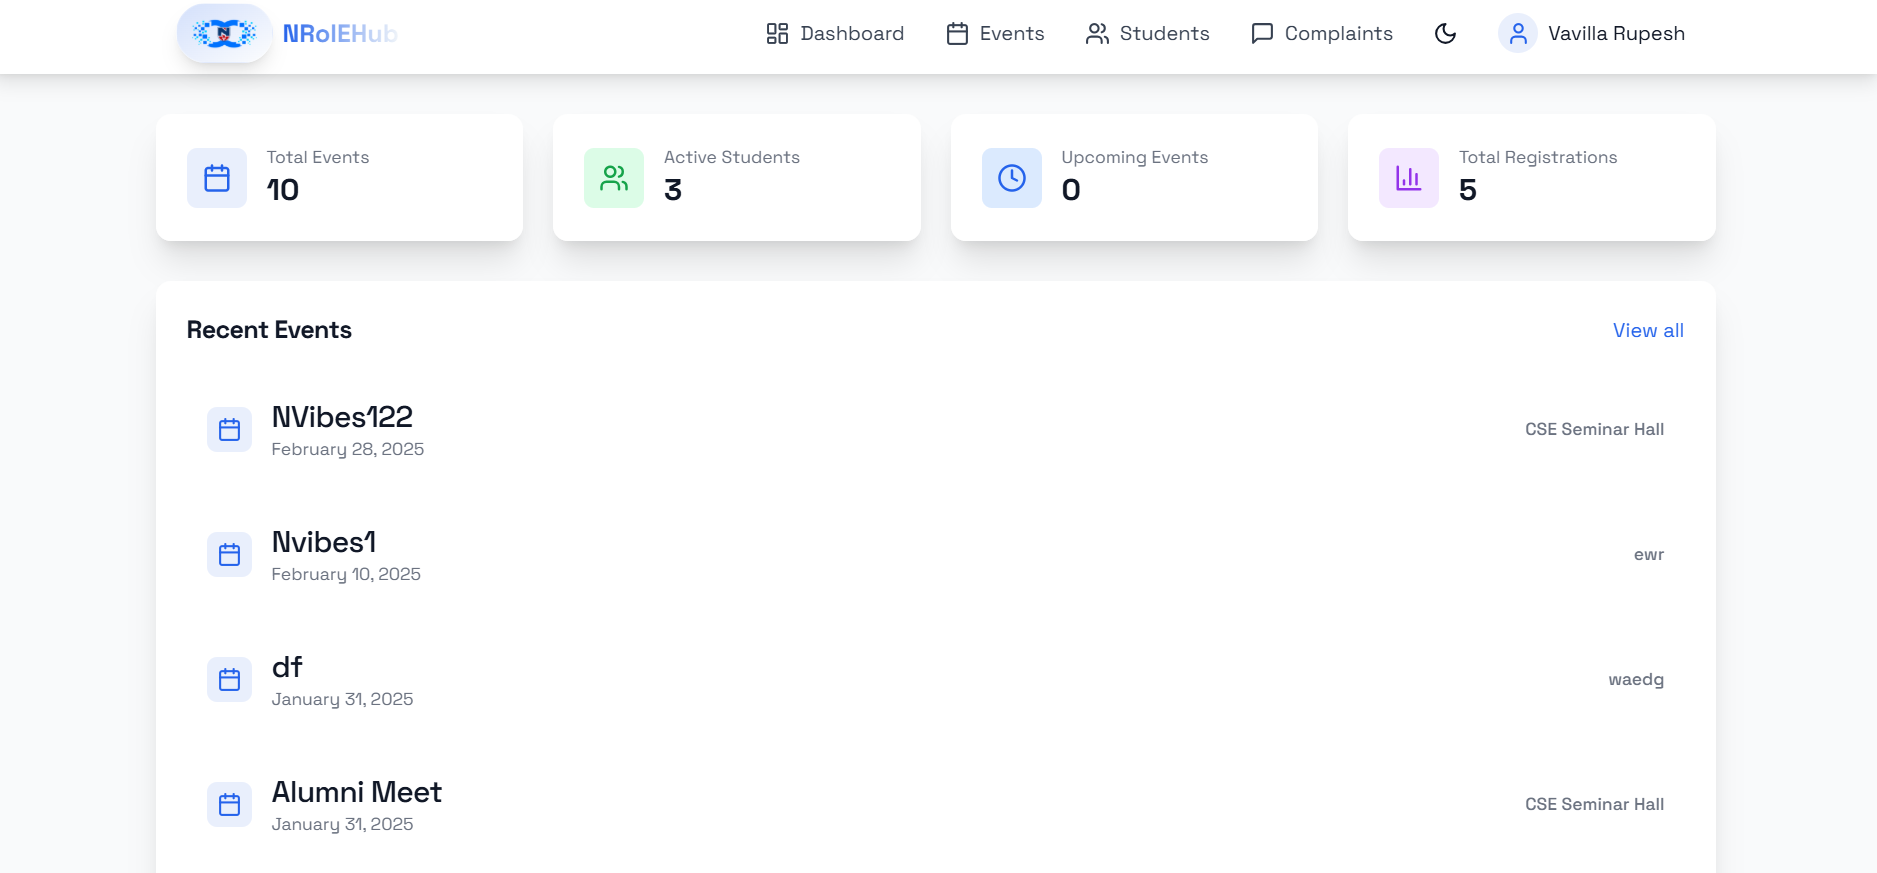 NRolEHub
Dashboard
Events
Students
Complaints
Vavilla Rupesh
Total Events
10
Active Students
3
Upcoming Events
0
Total Registrations
5
Recent Events
View all
NVibes122
February 28, 2025
CSE Seminar Hall
Nvibes1
February 10, 2025
ewr
df
January 31, 2025
waedg
Alumni Meet
January 31, 2025
CSE Seminar Hall